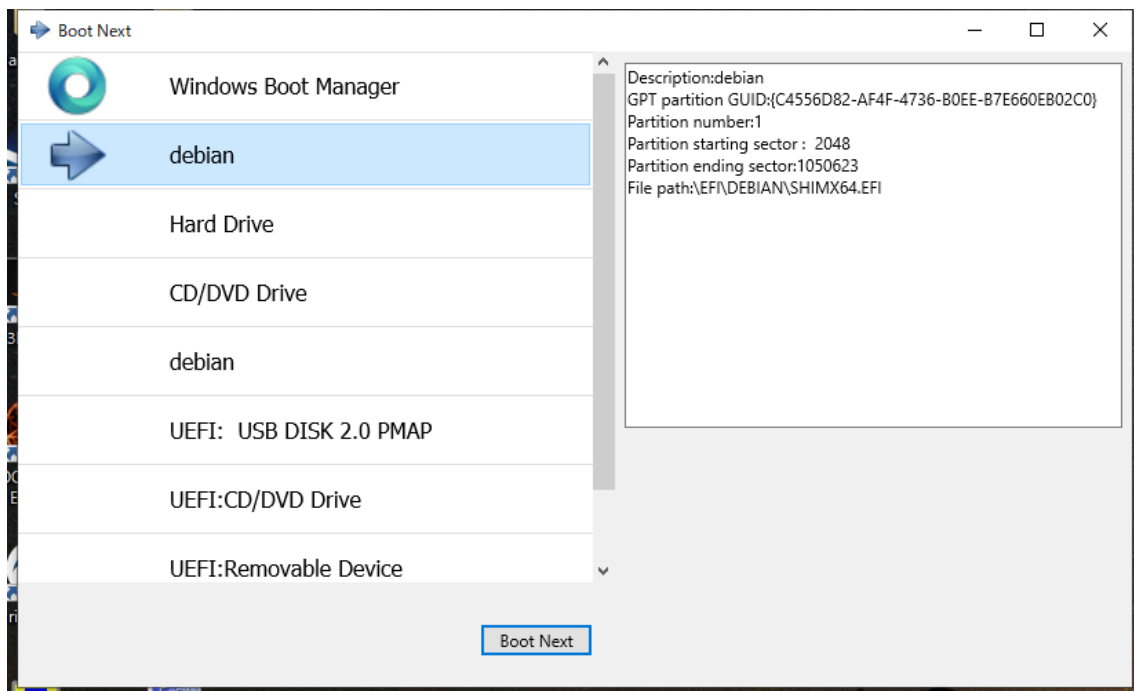 Boot Next
Windows Boot Manager
debian
Hard Drive
CD/DVD Drive
debian
UEFI:  USB DISK 2.0 PMAP
UEFI:CD/DVD Drive
UEFI:Removable Device
Boot Next
Description:debian
GPT partition GUID:{C4556D82-AF4F-4736-B0EE-B7E660EB02C0}
Partition number:1
Partition starting sector :  2048
Partition ending sector:1050623
File path:\EFI\DEBIAN\SHIMX64.EFI